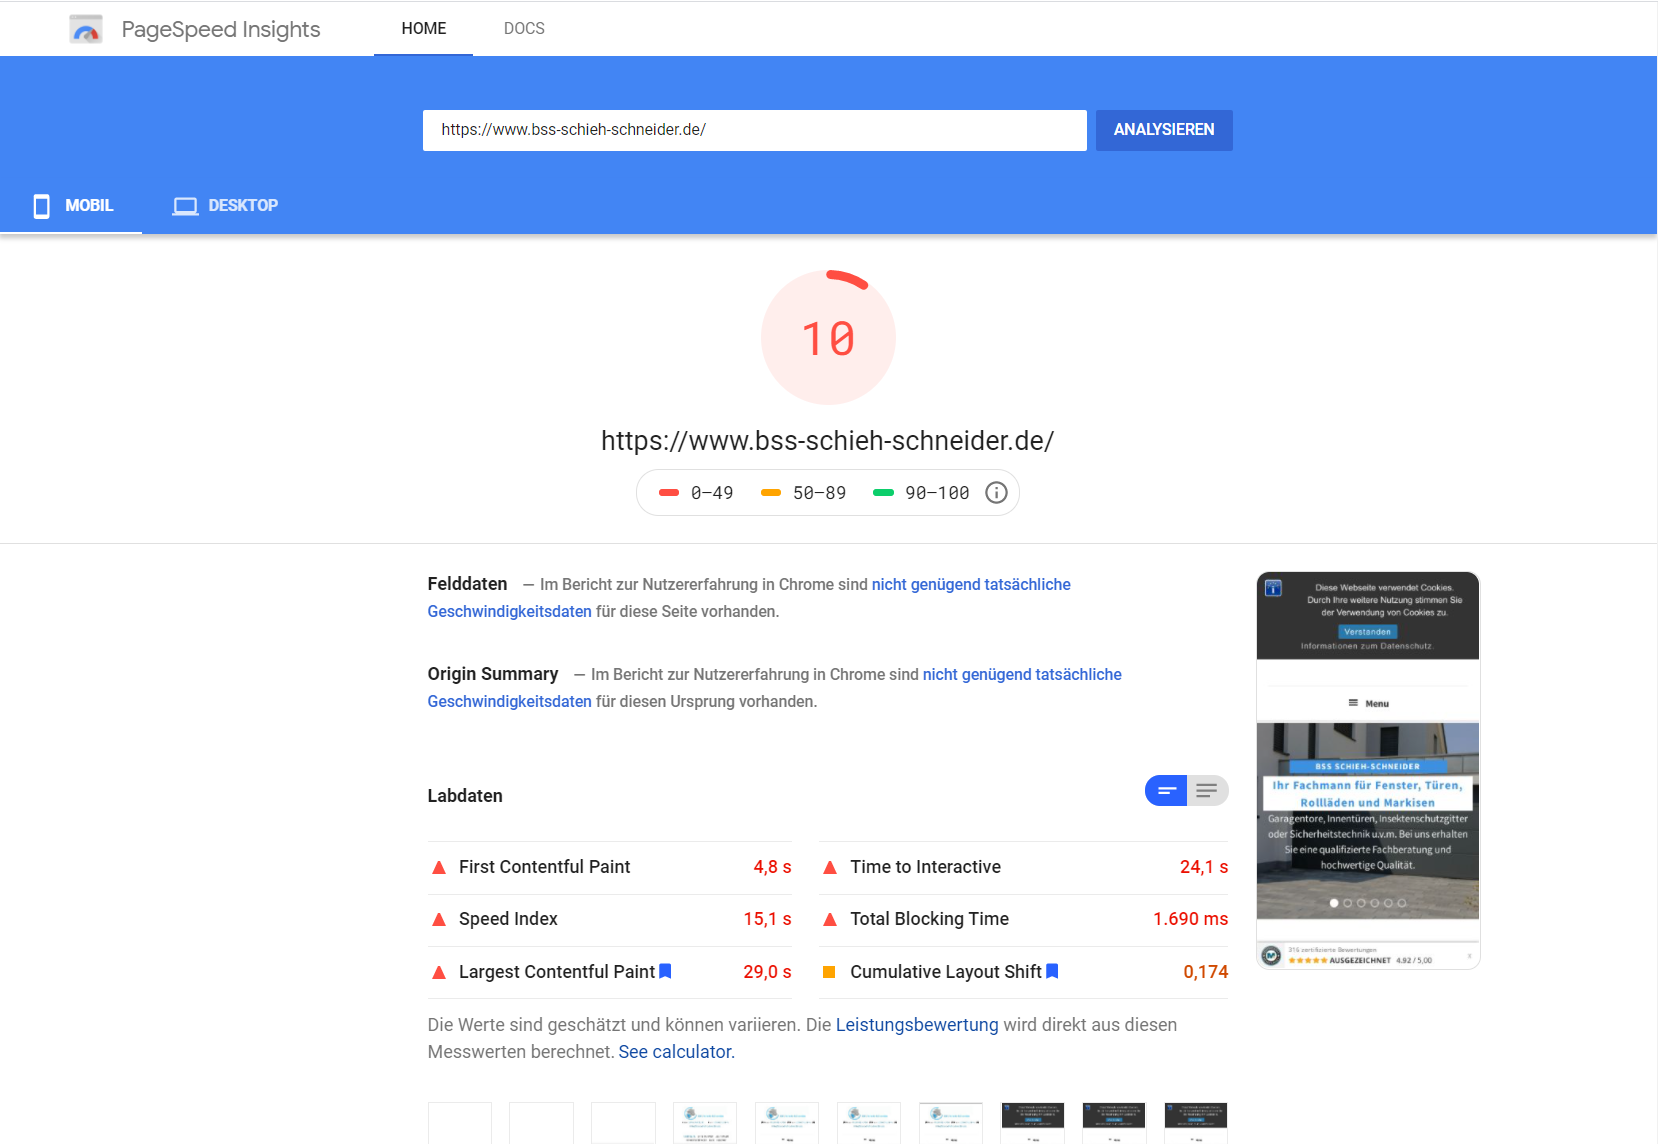 PageSpeed Insights
HOME
DOCS
https://www.bss-schieh-schneider.de/
ANALYSIEREN
MOBIL
DESKTOP
10
https://www.bss-schieh-schneider.de/
0–49
50–89
90–100
Felddaten — Im Bericht zur Nutzererfahrung in Chrome sind nicht genügend tatsächliche
Geschwindigkeitsdaten für diese Seite vorhanden.
Origin Summary — Im Bericht zur Nutzererfahrung in Chrome sind nicht genügend tatsächliche
Geschwindigkeitsdaten für diesen Ursprung vorhanden.
Labdaten
First Contentful Paint 4,8 s
Time to Interactive 24,1 s
Speed Index 15,1 s
Total Blocking Time 1.690 ms
Largest Contentful Paint 29,0 s
Cumulative Layout Shift 0,174
Die Werte sind geschätzt und können variieren. Die Leistungsbewertung wird direkt aus diesen
Messwerten berechnet. See calculator.
Diese Webseite verwendet Cookies.
Durch Ihre weitere Nutzung stimmen Sie
der Verwendung von Cookies zu.
Verstanden
Informationen zum Datenschutz.
Menu
BSS SCHIEH-SCHNEIDER
Ihr Fachmann für Fenster, Türen,
Rollläden und Markisen
Garagentore, Innentüren, Insektenschutzgitter
oder Sicherheitstechnik u.v.m. Bei uns erhalten
Sie eine qualifizierte Fachberatung und
hochwertige Qualität.
316 zertifizierte Bewertungen
AUSGEZEICHNET 4.92 / 5,00